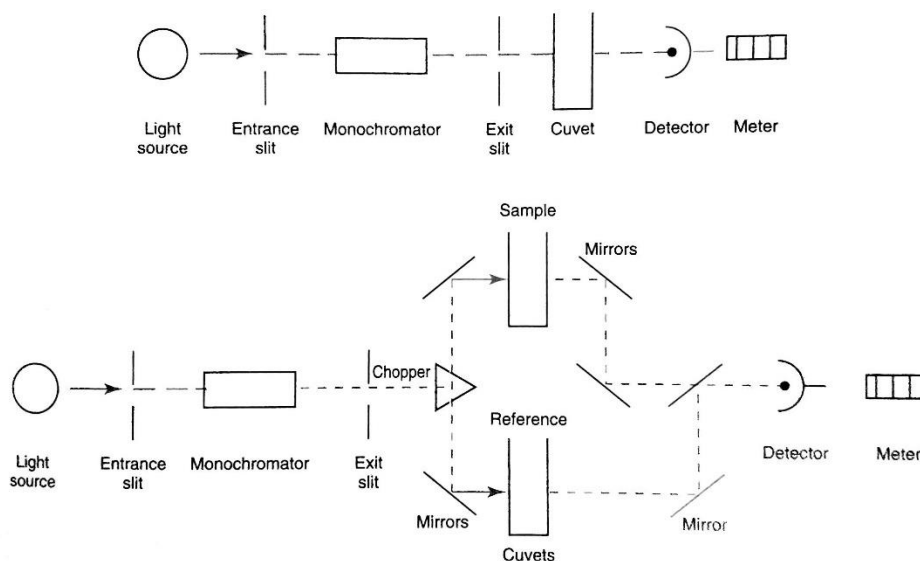 Light
source
Entrance
slit
Monochromator
Exit
slit
Cuvet
Detector
Meter
Sample
Mirrors
Chopper
Reference
Light
source
Entrance
slit
Monochromator
Exit
slit
Mirrors
Cuvets
Mirror
Detector
Meter